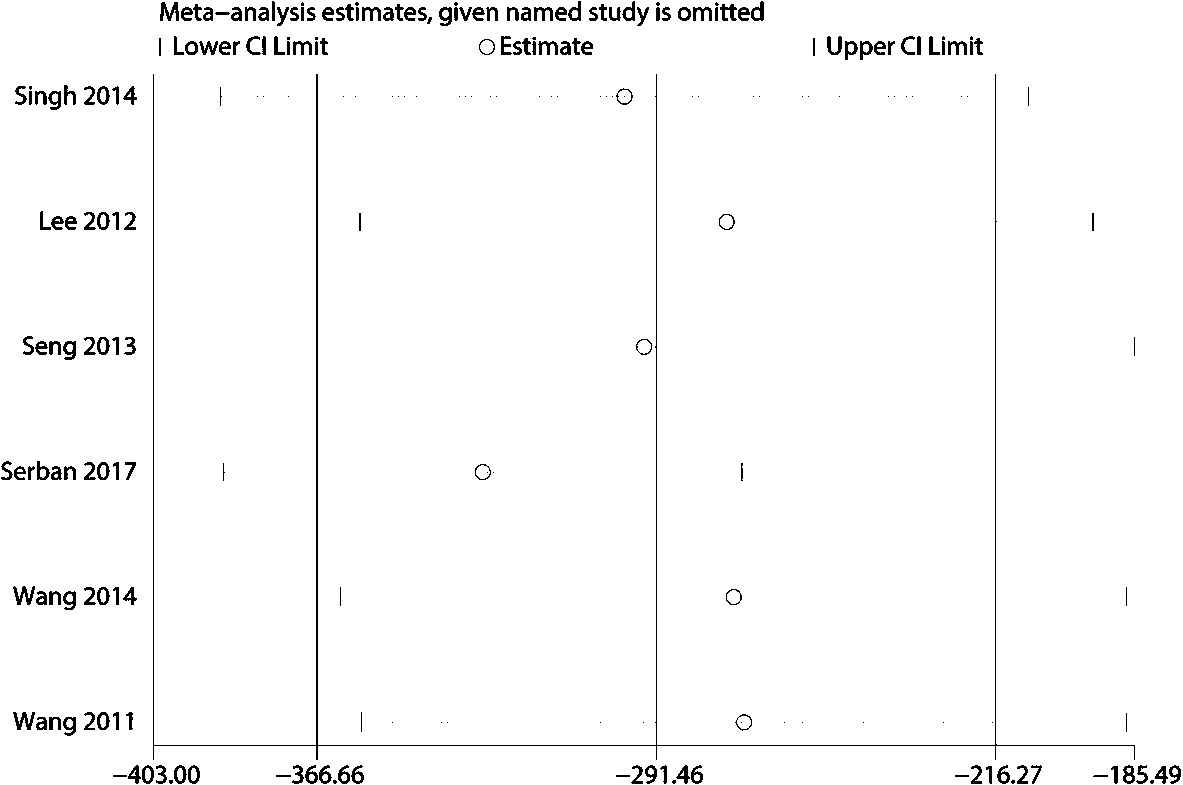 Meta−analysis estimates, given named study is omitted
| Lower CI Limit ○ Estimate | Upper CI Limit
Singh 2014
Lee 2012
Seng 2013
Serban 2017
Wang 2014
Wang 2011
−403.00 −366.66 −291.46 −216.27 −185.49